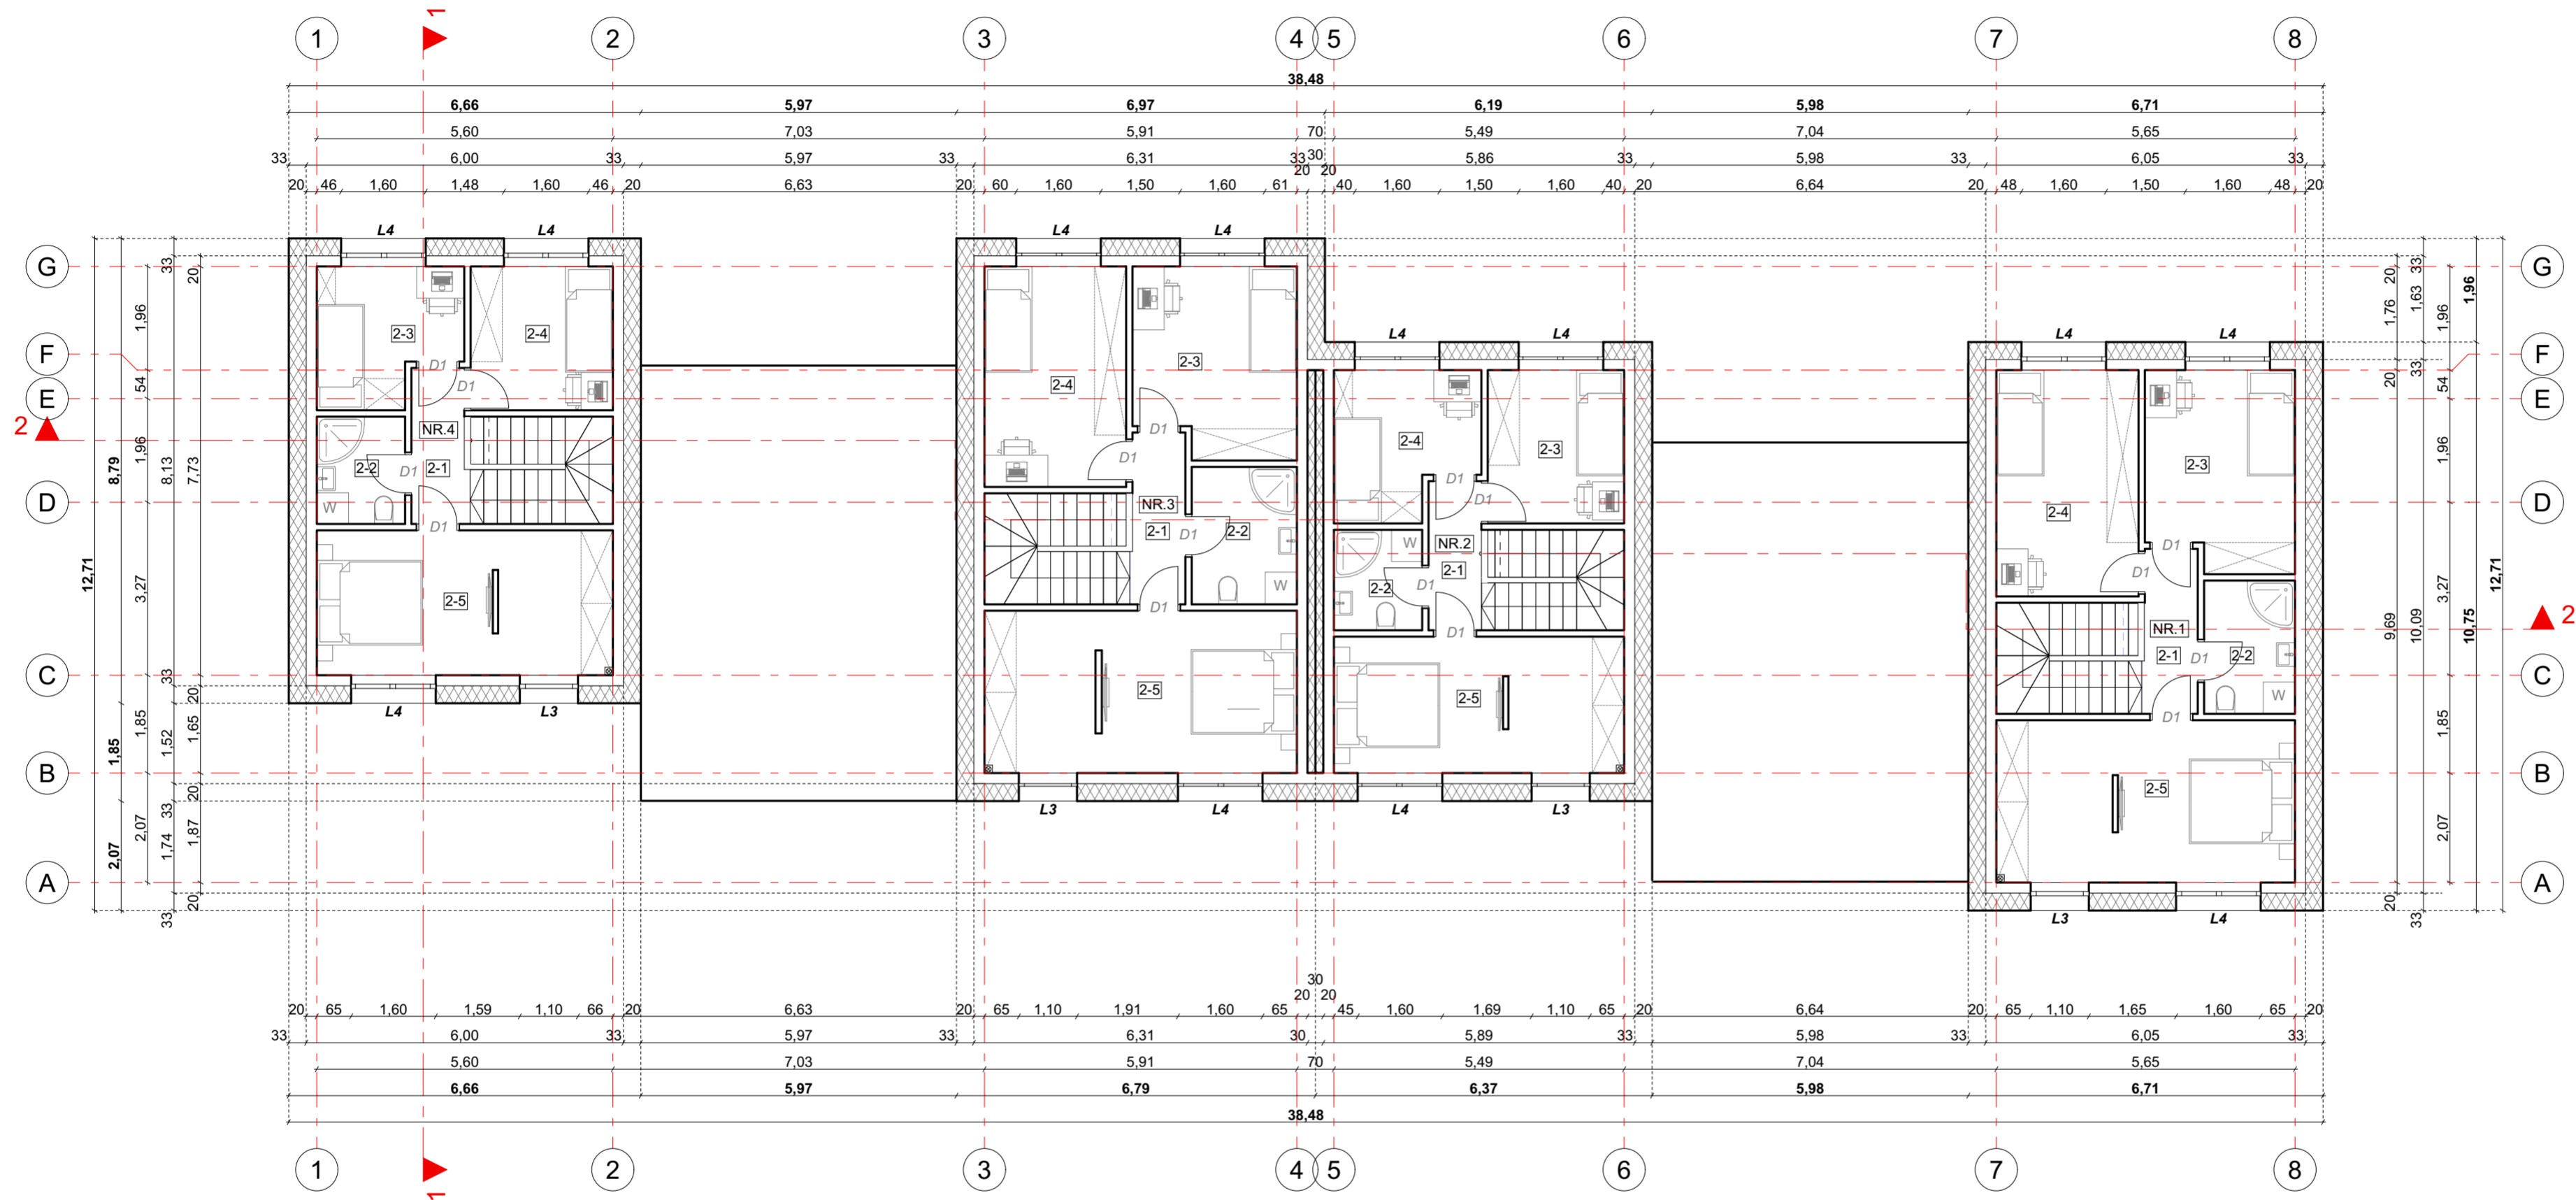 1
1 2 3 4 5 6 7 8
38,48
6,66 5,97 6,97 6,19 5,98 6,71
5,60 7,03 5,91 70 5,49 7,04 5,65
33 6,00 33 5,97 33 6,31 33 30 5,86 33 5,98 33 6,05 33
20 20
20 46 1,60 1,48 1,60 46 20 6,63 20 60 1,60 1,50 1,60 61 40 1,60 1,50 1,60 40 20 6,64 20 48 1,60 1,50 1,60 48 20
L4 L4 L4 L4
G G
L4 L4 L4 L4
F F
E E
D D
C C
B B
A A
2
2
12,71
8,79 1,85 2,07
1,96 54 1,96 3,27 1,85 2,07
33 8,13 33 1,52 33 1,74 33
20 7,73 20 1,65 20 1,87 20
2-3 2-4
D1
D1
NR.4
2-2 D1 2-1
W
D1
2-5
L4 L3
2-4 2-3
D1
D1
NR.3
2-1 D1 2-2
W
D1
2-5
L3 L4
2-4 2-3
D1
D1
W NR.2
2-1
D1
2-2
D1
2-5
L4 L3
2-3
2-4
D1
D1
NR.1
2-1 D1 2-2
W
D1
2-5
L3 L4
20 1,76 20 9,69 20
33 1,63 33 10,09 33
1,96 54 1,96 3,27 1,85 2,07
1,96 10,75
12,71
30
20 20
20 65 1,60 1,59 1,10 66 20 6,63 20 65 1,10 1,91 1,60 65 45 1,60 1,69 1,10 65 20 6,64 20 65 1,10 1,65 1,60 65 20
33 6,00 33 5,97 33 6,31 30 5,89 33 5,98 33 6,05 33
5,60 7,03 5,91 70 5,49 7,04 5,65
6,66 5,97 6,79 6,37 5,98 6,71
38,48
1 2 3 4 5 6 7 8
1